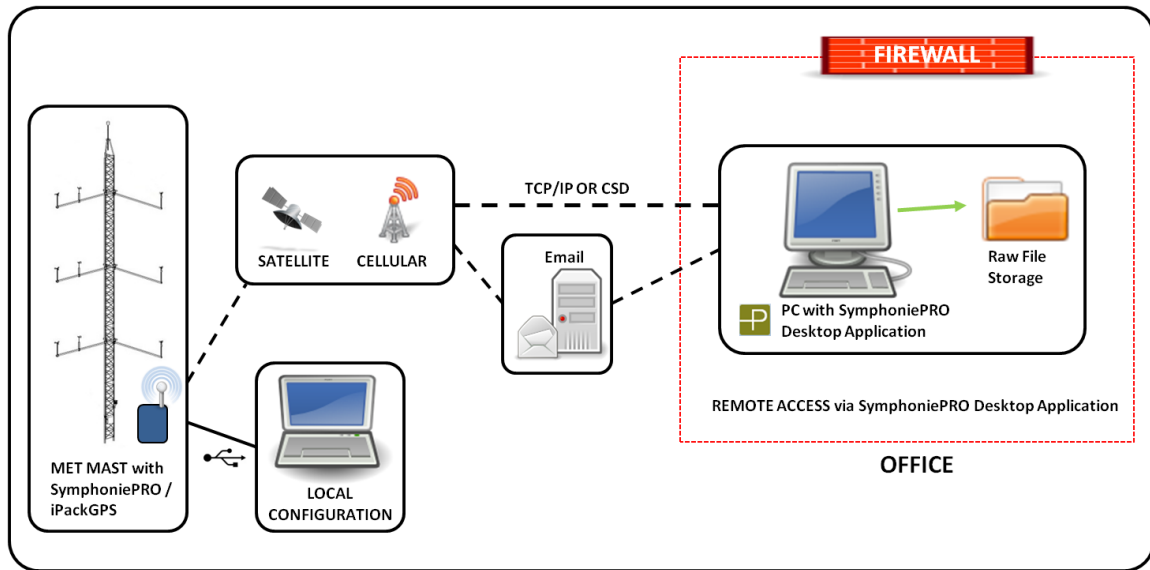 FIREWALL
TCP/IP OR CSD
SATELLITE
CELLULAR
Email
Raw File
Storage
PC with SymphoniePRO
Desktop Application
REMOTE ACCESS via SymphoniePRO Desktop Application
OFFICE
MET MAST with
SymphoniePRO /
iPackGPS
LOCAL
CONFIGURATION